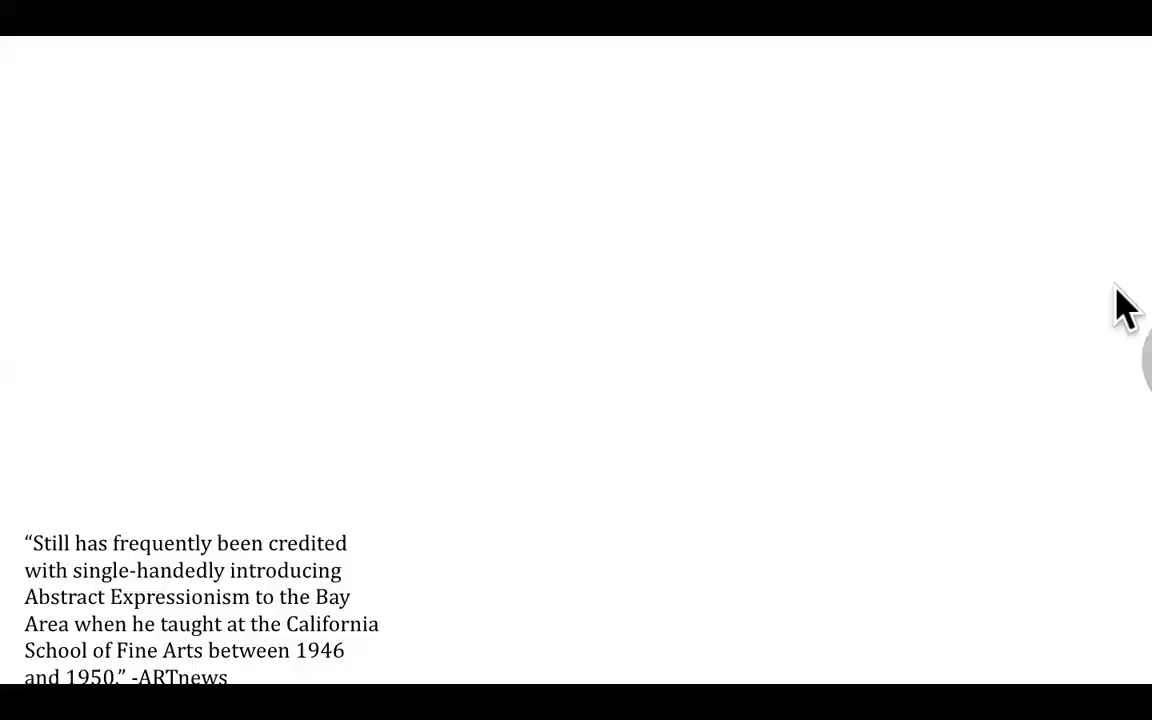 “Still has frequently been credited
with single-handedly introducing
Abstract Expressionism to the Bay
Area when he taught at the California
School of Fine Arts between 1946
and 1950.” -ARTnews